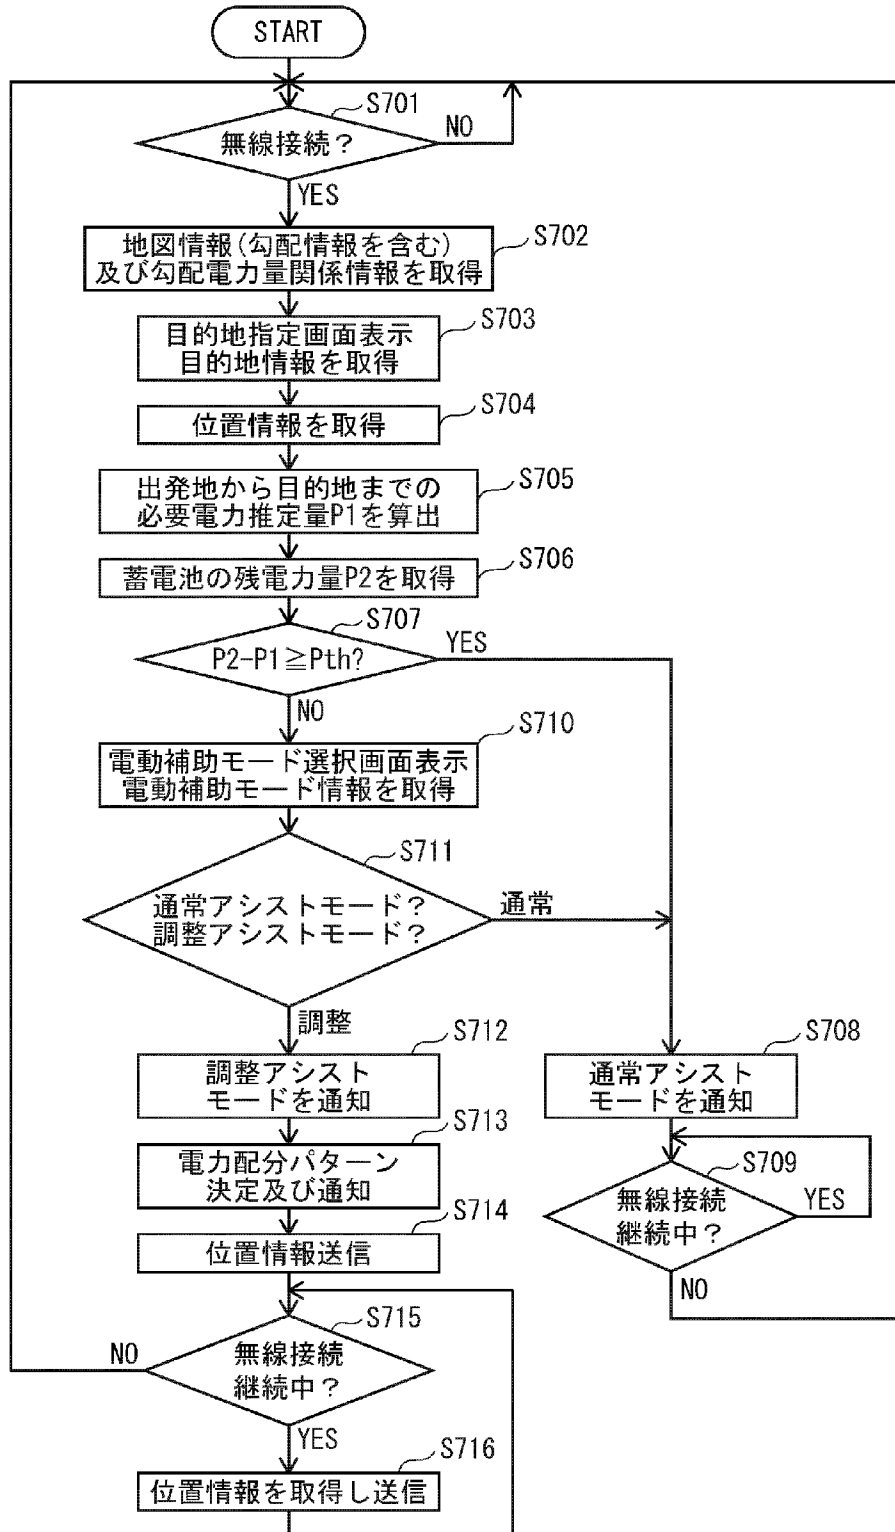 START
S701
無線接続？
NO
YES
S702
地図情報(勾配情報を含む)
及び勾配電力量関係情報を取得
S703
目的地指定画面表示
目的地情報を取得
S704
位置情報を取得
S705
出発地から目的地までの
必要電力推定量P1を算出
S706
蓄電池の残電力量P2を取得
S707
P2-P1≧Pth?
YES
NO
S710
電動補助モード選択画面表示
電動補助モード情報を取得
S711
通常アシストモード？
調整アシストモード？
通常
調整
S712
調整アシスト
モードを通知
S708
通常アシスト
モードを通知
S713
電力配分パターン
決定及び通知
S709
無線接続
継続中？
YES
NO
S714
位置情報送信
S715
無線接続
継続中？
NO
YES
S716
位置情報を取得し送信